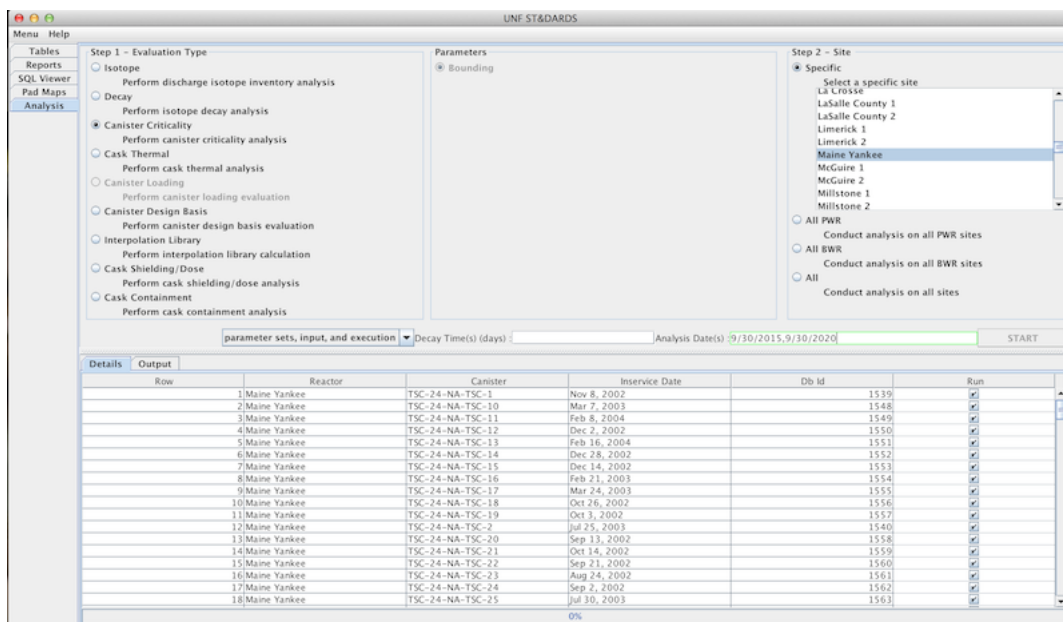 UNF ST&DARDS
Menu Help
Tables
Reports
SQL Viewer
Pad Maps
Analysis
Step 1 - Evaluation Type
Isotope
Perform discharge isotope inventory analysis
Decay
Perform isotope decay analysis
Canister Criticality
Perform canister criticality analysis
Cask Thermal
Perform cask thermal analysis
Canister Loading
Perform canister loading evaluation
Canister Design Basis
Perform canister design basis evaluation
Interpolation Library
Perform interpolation library calculation
Cask Shielding/Dose
Perform cask shielding/dose analysis
Cask Containment
Perform cask containment analysis
Parameters
Bounding
Step 2 - Site
Specific
Select a specific site
La Crosse
LaSalle County 1
LaSalle County 2
Limerick 1
Limerick 2
Maine Yankee
McGuire 1
McGuire 2
Millstone 1
Millstone 2
All PWR
Conduct analysis on all PWR sites
All BWR
Conduct analysis on all BWR sites
All
Conduct analysis on all sites
parameter sets, input, and execution Decay Time(s) (days) : Analysis Date(s) :9/30/2015,9/30/2020 START
Details Output
Row Reactor Canister Inservice Date Db Id Run
1 Maine Yankee TSC-24-NA-TSC-1 Nov 8, 2002 1539
2 Maine Yankee TSC-24-NA-TSC-10 Mar 7, 2003 1548
3 Maine Yankee TSC-24-NA-TSC-11 Feb 8, 2004 1549
4 Maine Yankee TSC-24-NA-TSC-12 Dec 2, 2002 1550
5 Maine Yankee TSC-24-NA-TSC-13 Feb 16, 2004 1551
6 Maine Yankee TSC-24-NA-TSC-14 Dec 28, 2002 1552
7 Maine Yankee TSC-24-NA-TSC-15 Dec 14, 2002 1553
8 Maine Yankee TSC-24-NA-TSC-16 Feb 21, 2003 1554
9 Maine Yankee TSC-24-NA-TSC-17 Mar 24, 2003 1555
10 Maine Yankee TSC-24-NA-TSC-18 Oct 26, 2002 1556
11 Maine Yankee TSC-24-NA-TSC-19 Oct 3, 2002 1557
12 Maine Yankee TSC-24-NA-TSC-2 Jul 25, 2003 1540
13 Maine Yankee TSC-24-NA-TSC-20 Sep 13, 2002 1558
14 Maine Yankee TSC-24-NA-TSC-21 Oct 14, 2002 1559
15 Maine Yankee TSC-24-NA-TSC-22 Sep 21, 2002 1560
16 Maine Yankee TSC-24-NA-TSC-23 Aug 24, 2002 1561
17 Maine Yankee TSC-24-NA-TSC-24 Sep 2, 2002 1562
18 Maine Yankee TSC-24-NA-TSC-25 Jul 30, 2003 1563
0%